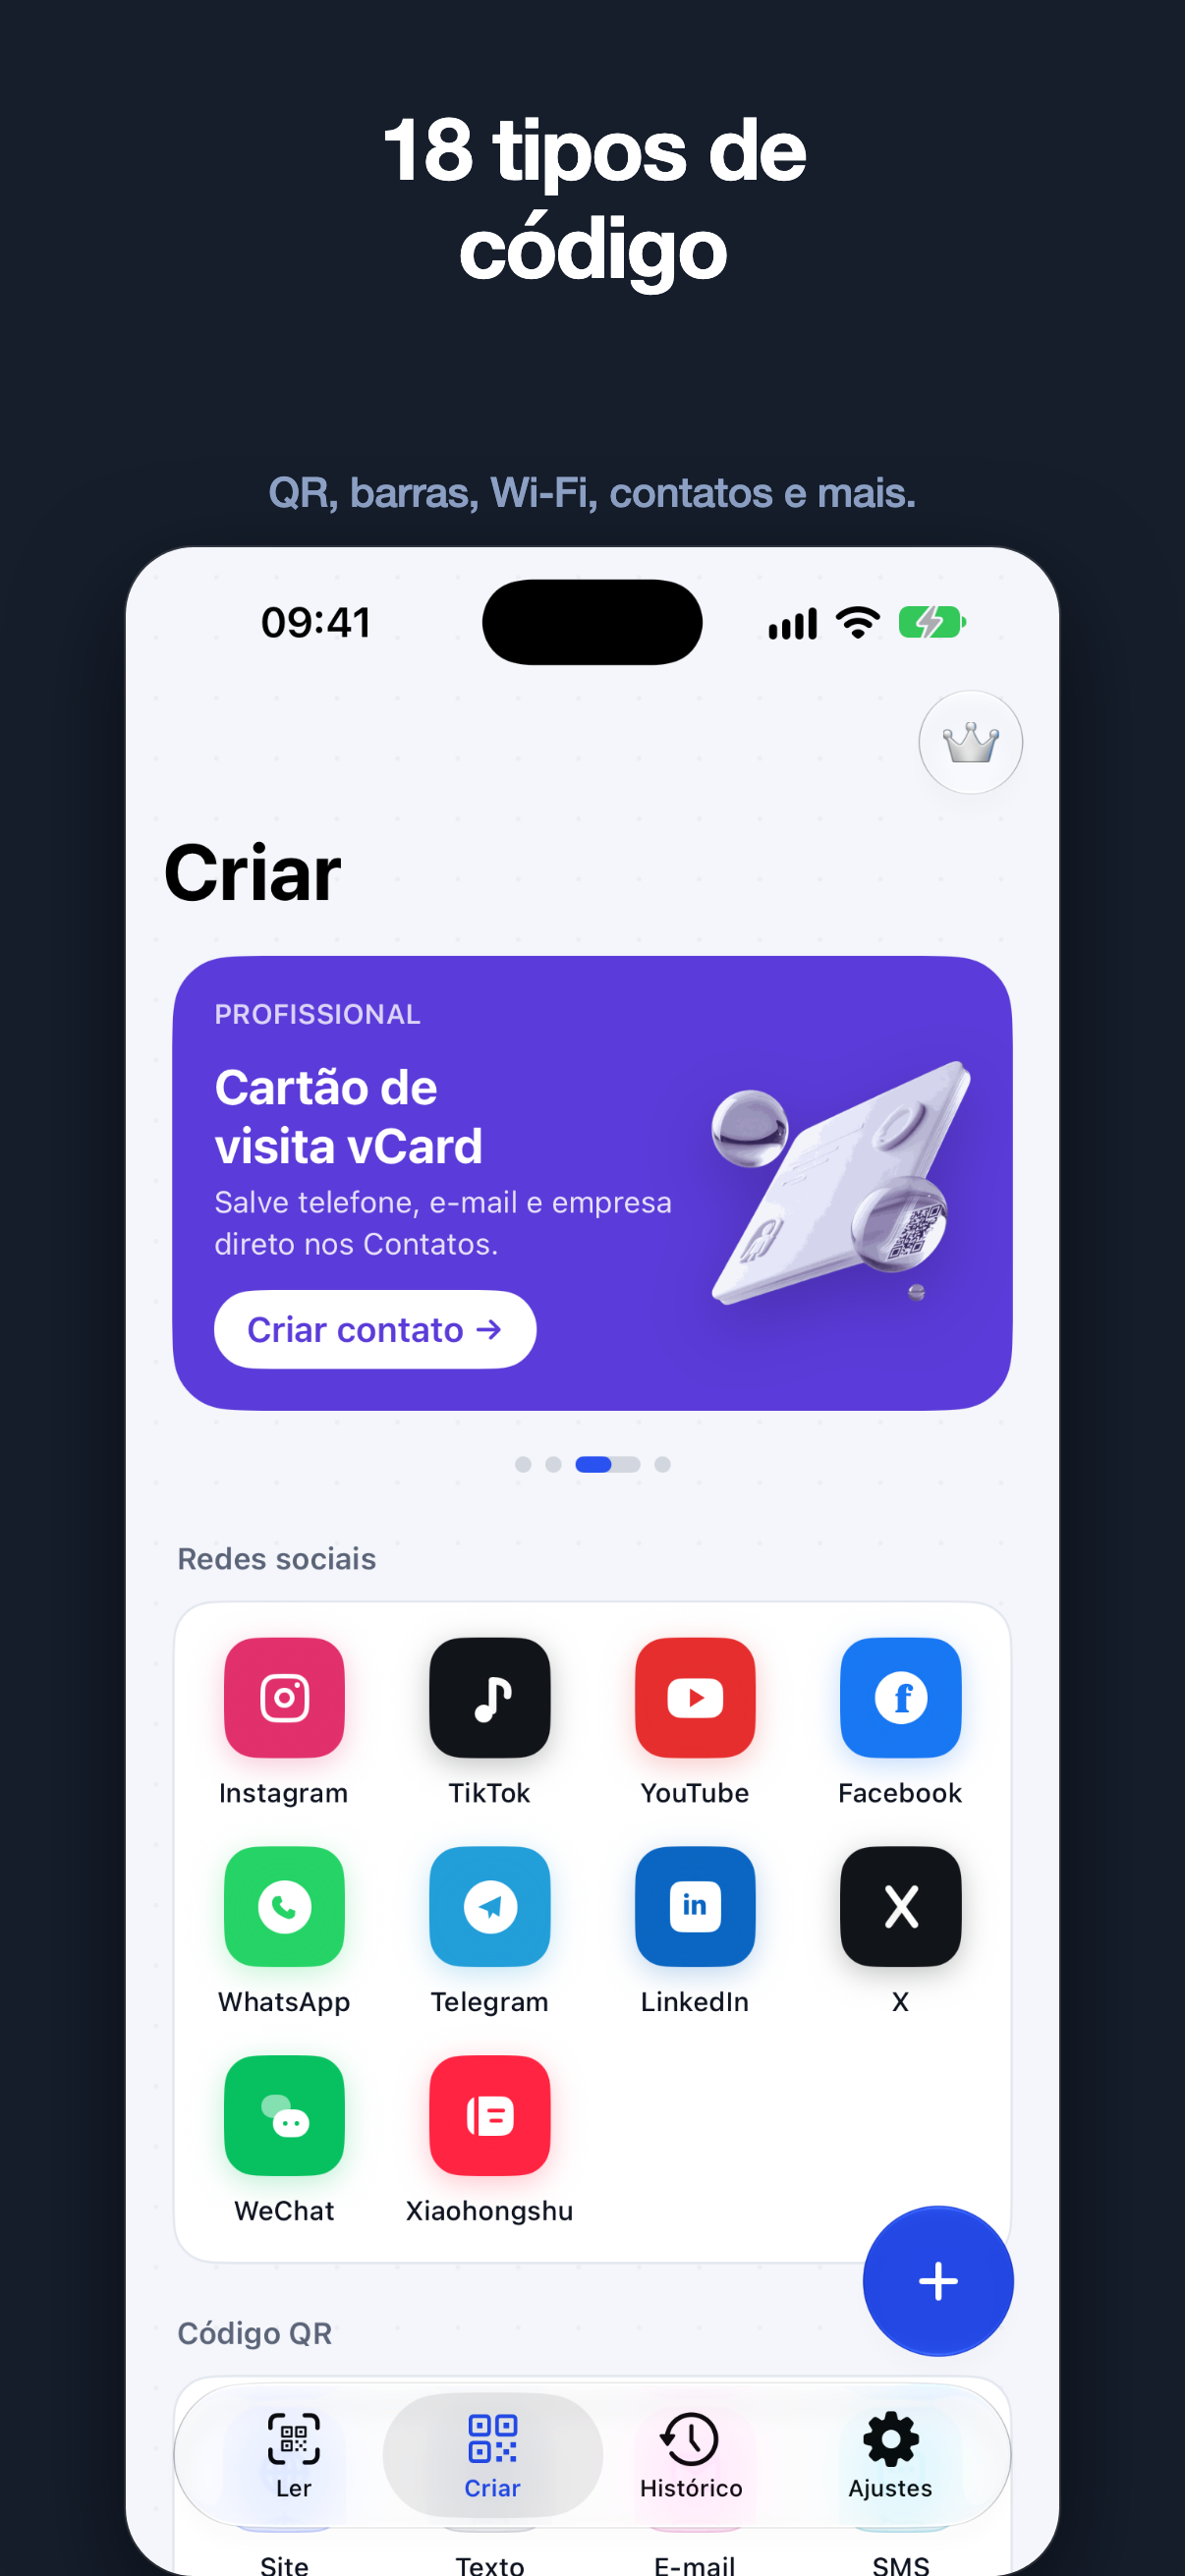 18 tipos de
código
QR, barras, Wi-Fi, contatos e mais.
09:41
Criar
PROFISSIONAL
Cartão de
visita vCard
Salve telefone, e-mail e empresa
direto nos Contatos.
Criar contato →
Redes sociais
Instagram TikTok YouTube Facebook
WhatsApp Telegram LinkedIn X
WeChat Xiaohongshu
Código QR
Ler Criar Histórico Ajustes
Site Texto E-mail SMS